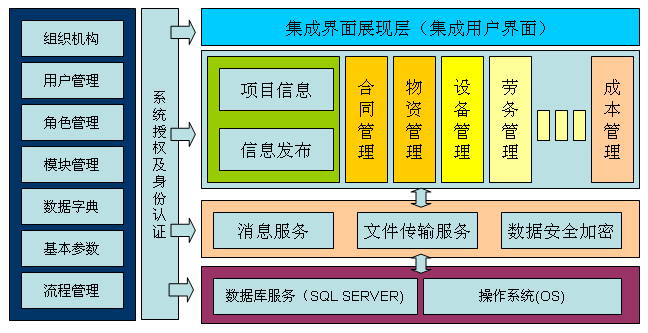 组织机构
用户管理
角色管理
模块管理
数据字典
基本参数
流程管理
系统授权及身份认证
集成界面展现层（集成用户界面）
项目信息
信息发布
合同管理
物资管理
设备管理
劳务管理
成本管理
消息服务
文件传输服务
数据安全加密
数据库服务（SQL SERVER)
操作系统(OS)